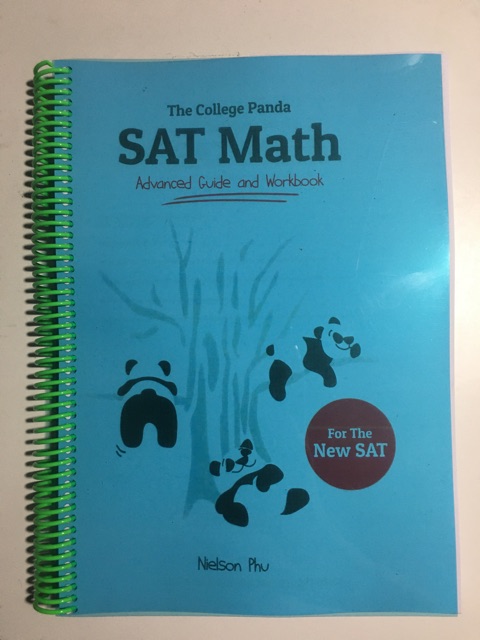 The College Panda
SAT Math
Advanced Guide and Workbook
For The
New SAT
Nielson Phu